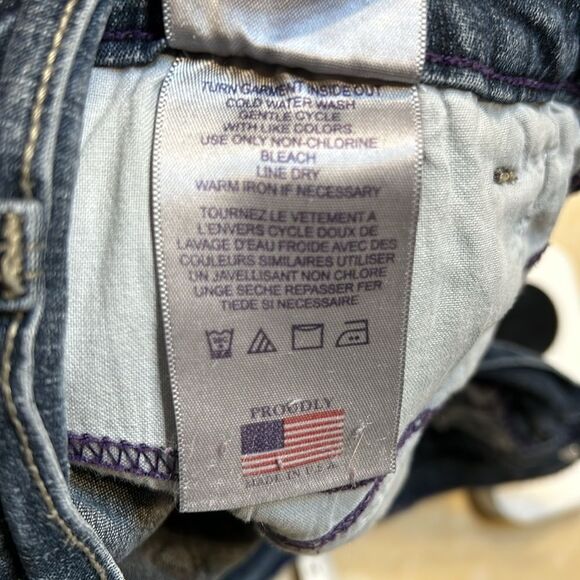 TURN GARMENT INSIDE OUT
COLD WATER WASH
GENTLE CYCLE
WITH LIKE COLORS.
USE ONLY NON-CHLORINE
BLEACH
LINE DRY
WARM IRON IF NECESSARY
TOURNEZ LE VETEMENT A
L'ENVERS CYCLE DOUX DE
LAVAGE D'EAU FROIDE AVEC DES
COULEURS SIMILAIRES UTILISER
UN JAVELLISANT NON CHLORE
UNGE SECHE REPASSER FER
TIEDE SI NECESSAIRE
PROUDLY
MADE IN U.S.A.